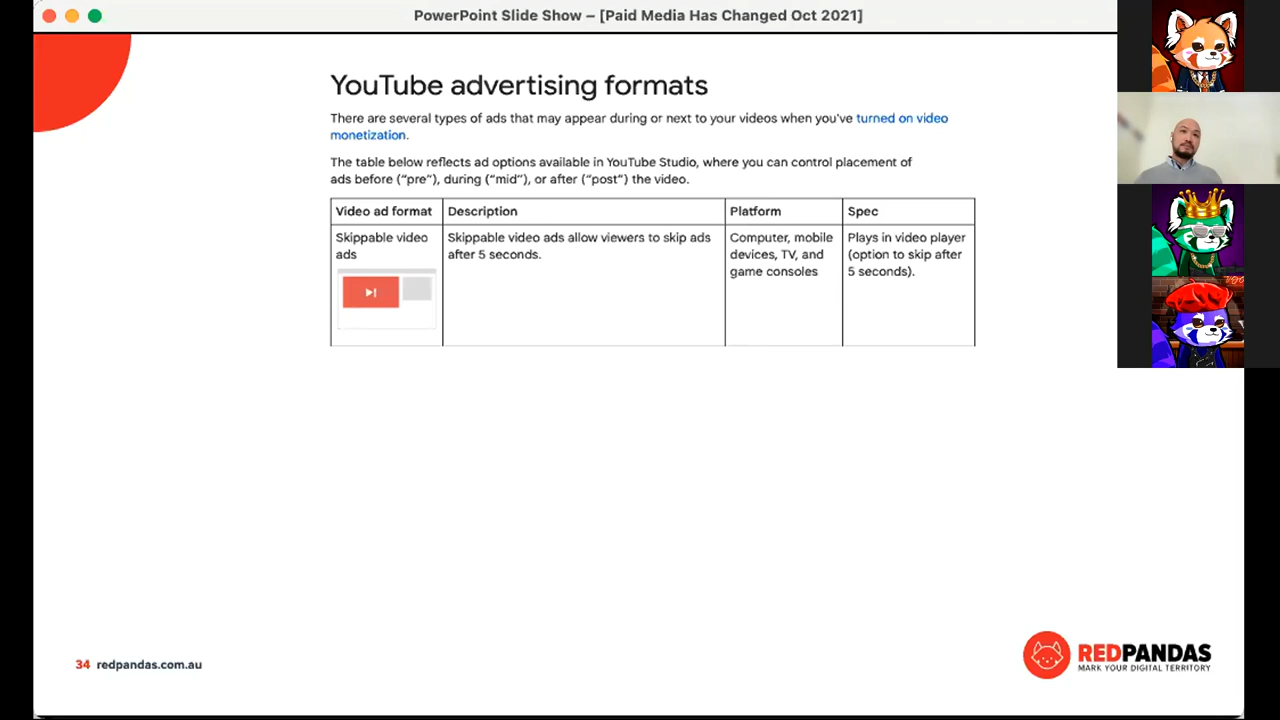 PowerPoint Slide Show – [Paid Media Has Changed Oct 2021]
YouTube advertising formats
There are several types of ads that may appear during or next to your videos when you've turned on video
monetization.
The table below reflects ad options available in YouTube Studio, where you can control placement of
ads before (“pre”), during (“mid”), or after (“post”) the video.
Video ad format Description Platform Spec
Skippable video
ads
Skippable video ads allow viewers to skip ads
after 5 seconds.
Computer, mobile
devices, TV, and
game consoles
Plays in video player
(option to skip after
5 seconds).
34 redpandas.com.au
REDPANDAS
MARK YOUR DIGITAL TERRITORY